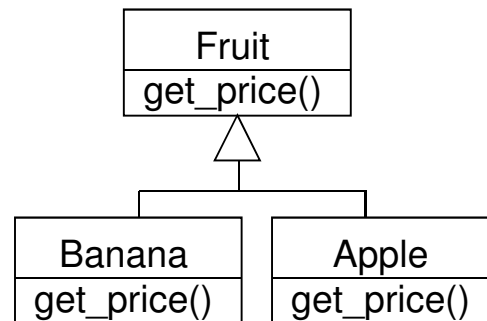 Fruit
get_price()
Banana
get_price()
Apple
get_price()